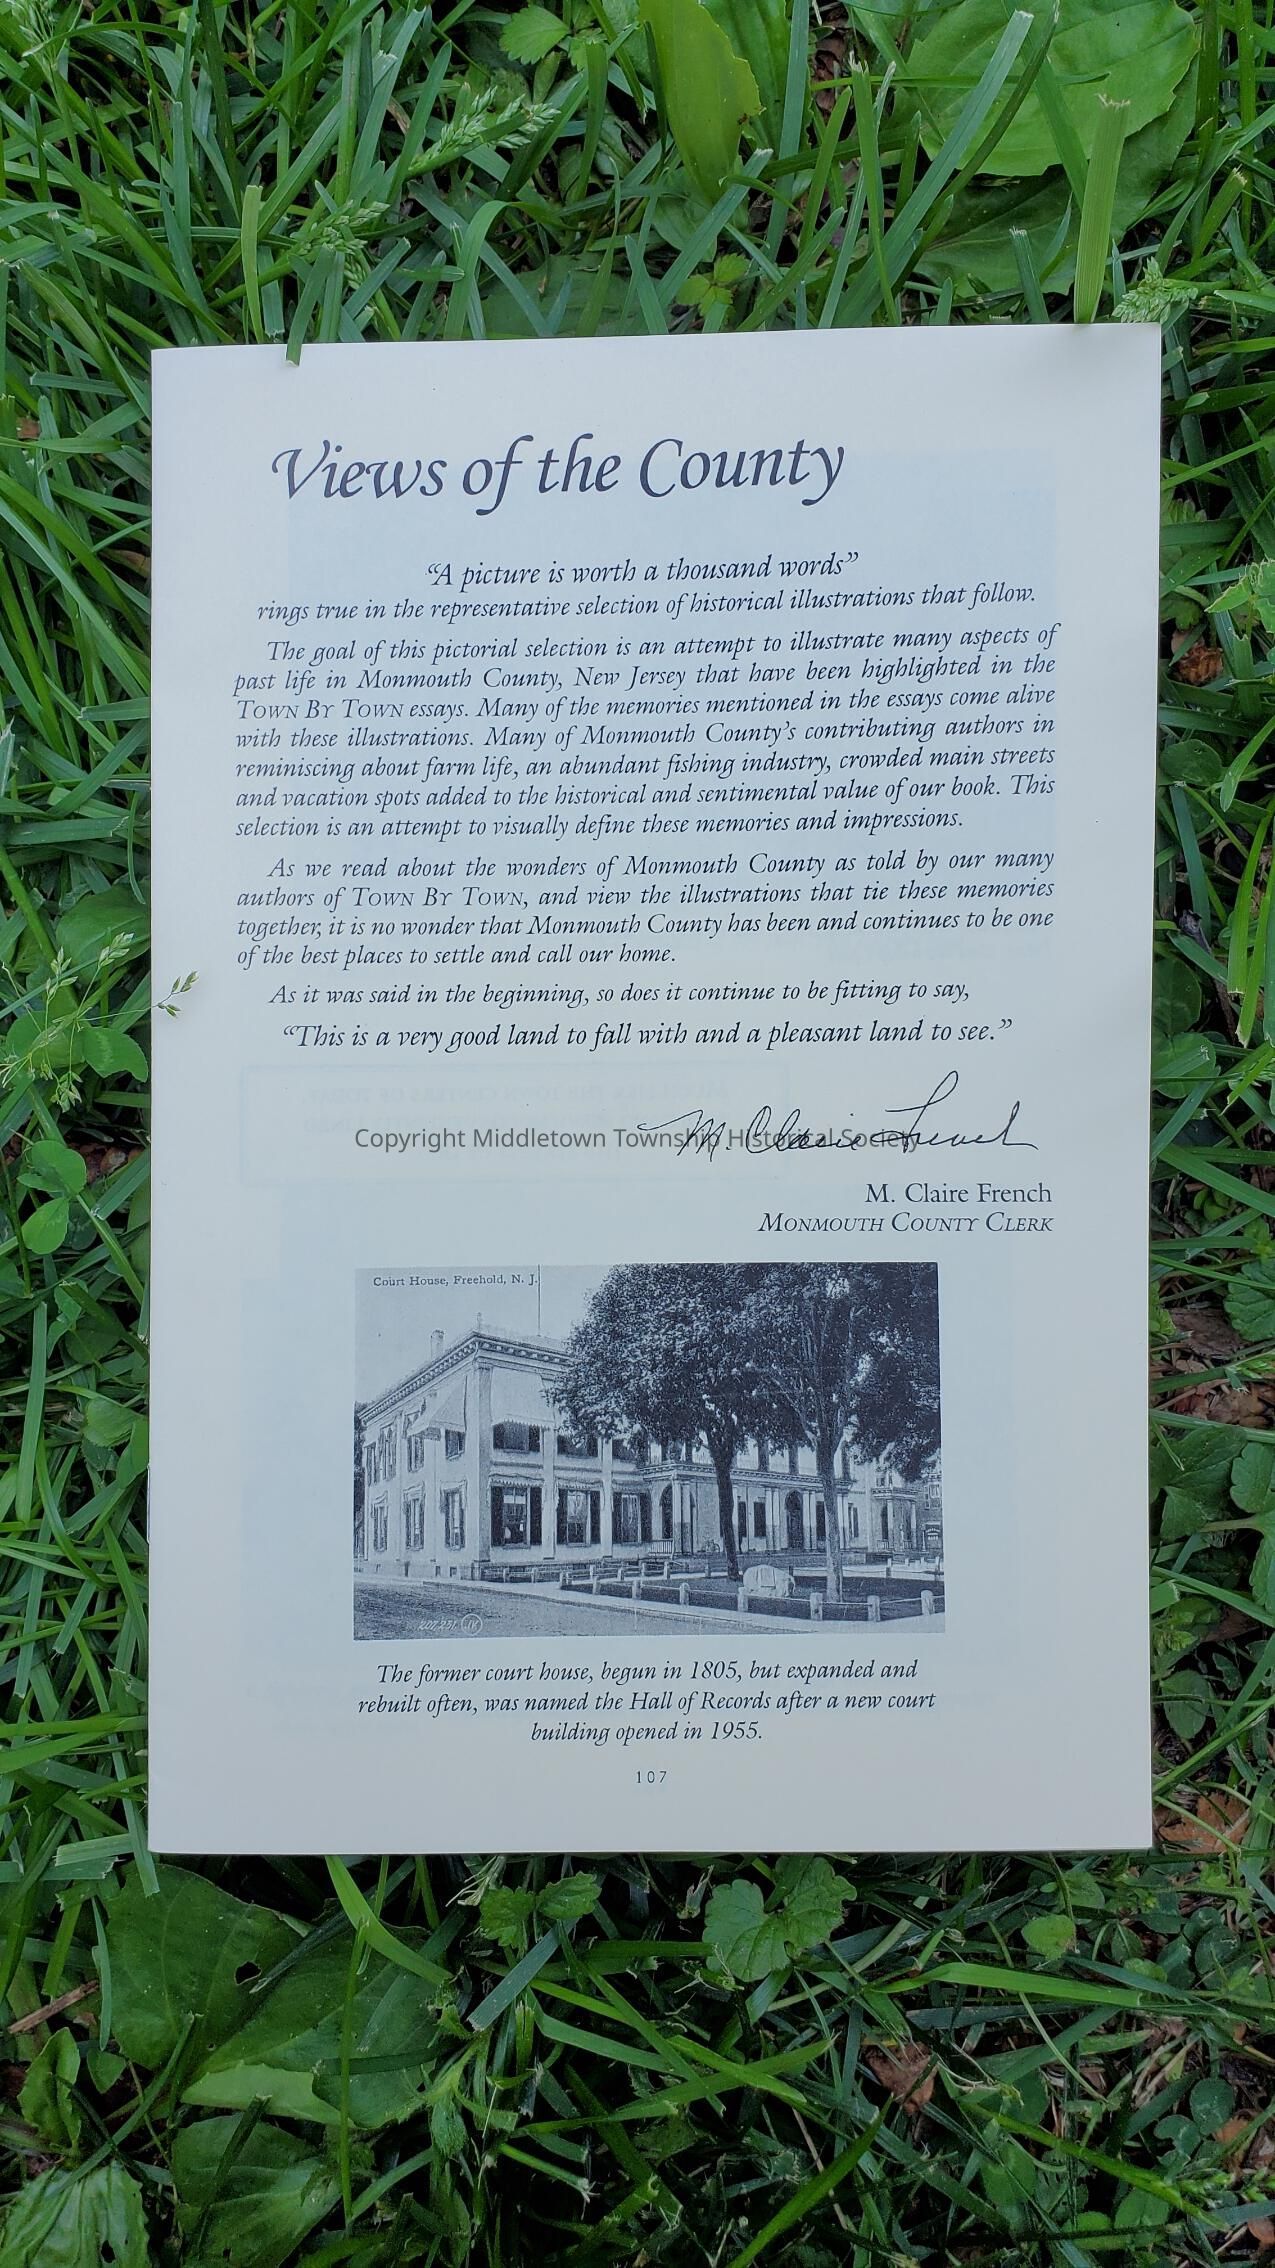 Views of the County
“A picture is worth a thousand words”
rings true in the representative selection of historical illustrations that follow.
The goal of this pictorial selection is an attempt to illustrate many aspects of
past life in Monmouth County, New Jersey that have been highlighted in the
TOWN BY TOWN essays. Many of the memories mentioned in the essays come alive
with these illustrations. Many of Monmouth County’s contributing authors in
reminiscing about farm life, an abundant fishing industry, crowded main streets
and vacation spots added to the historical and sentimental value of our book. This
selection is an attempt to visually define these memories and impressions.
As we read about the wonders of Monmouth County as told by our many
authors of TOWN BY TOWN, and view the illustrations that tie these memories
together, it is no wonder that Monmouth County has been and continues to be one
of the best places to settle and call our home.
As it was said in the beginning, so does it continue to be fitting to say,
“This is a very good land to fall with and a pleasant land to see.”
M. Claire French
Copyright Middletown Township Historical Society
M. Claire French
MONMOUTH COUNTY CLERK
Court House, Freehold, N. J.
207,251 IV
The former court house, begun in 1805, but expanded and
rebuilt often, was named the Hall of Records after a new court
building opened in 1955.
107